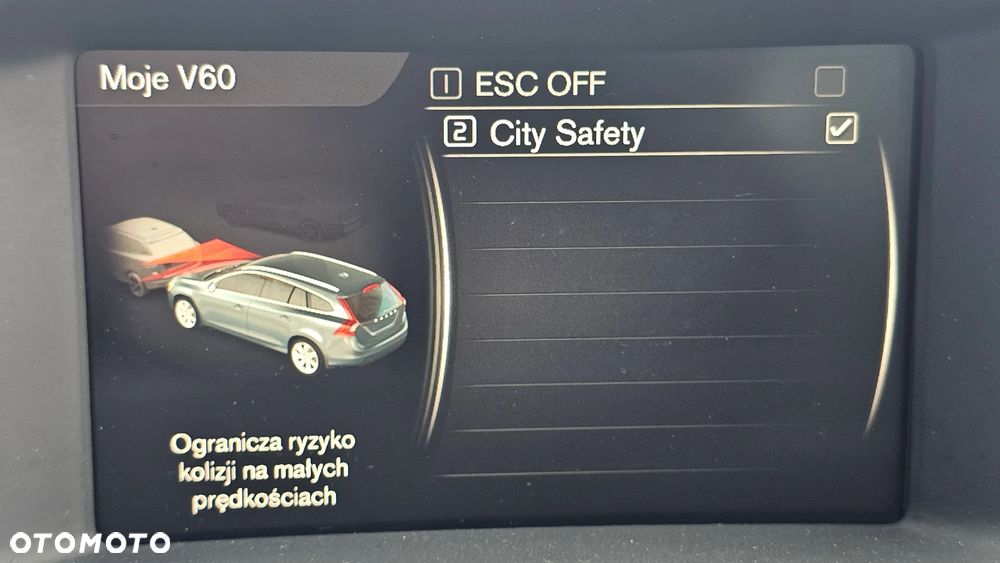 Moje V60
1 ESC OFF
2 City Safety
Ogranicza ryzyko
kolizji na małych
prędkościach
OTOMOTO